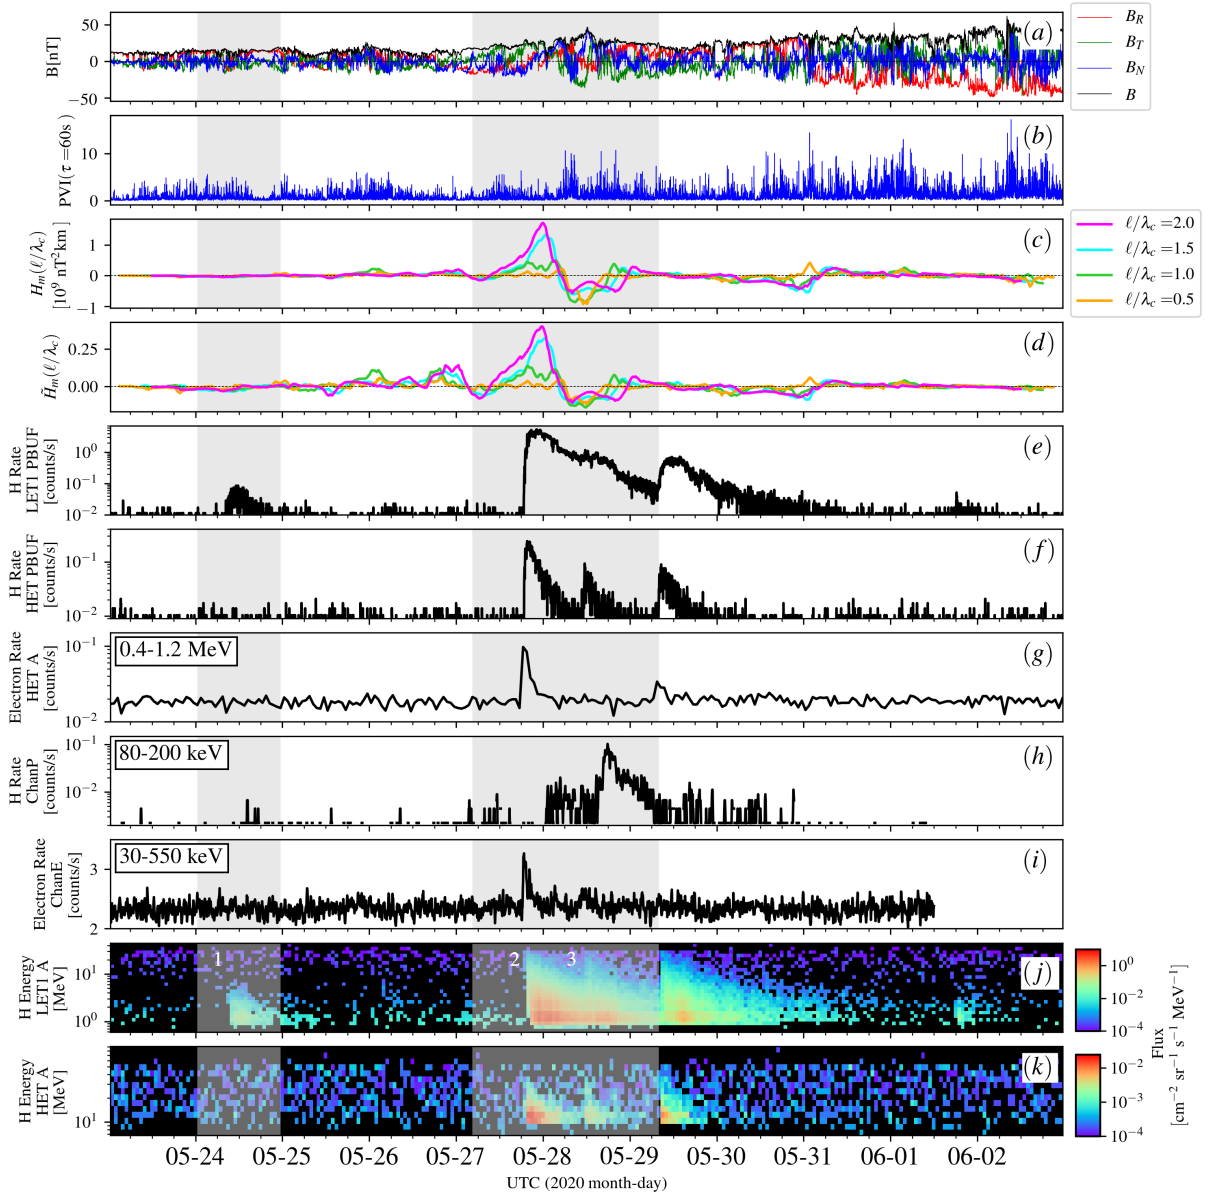 50
0
−50
B[nT]
(a)
B_R
B_T
B_N
B
10
0
PVI(τ =60s )
(b)
1
0
−1
H_m(ℓ/λ_c)
[10^9 nT^2km]
(c)
ℓ/λ_c =2.0
ℓ/λ_c =1.5
ℓ/λ_c =1.0
ℓ/λ_c =0.5
0.25
0.00
H̃_m(ℓ/λ_c)
(d)
10^0
10^−1
10^−2
H Rate
LET1 PBUF
[counts/s]
(e)
10^−1
10^−2
H Rate
HET PBUF
[counts/s]
(f)
10^−1
10^−2
Electron Rate
HET A
[counts/s]
0.4-1.2 MeV
(g)
10^−1
10^−2
H Rate
ChanP
[counts/s]
80-200 keV
(h)
3
2
Electron Rate
ChanE
[counts/s]
30-550 keV
(i)
10^1
10^0
H Energy
LET1 A
[MeV]
1
2
3
(j)
10^0
10^−2
10^−4
10^1
H Energy
HET A
[MeV]
(k)
10^−2
10^−3
10^−4
Flux
[cm^−2 sr^−1 s^−1 MeV^−1]
05-24
05-25
05-26
05-27
05-28
05-29
05-30
05-31
06-01
06-02
UTC (2020 month-day)